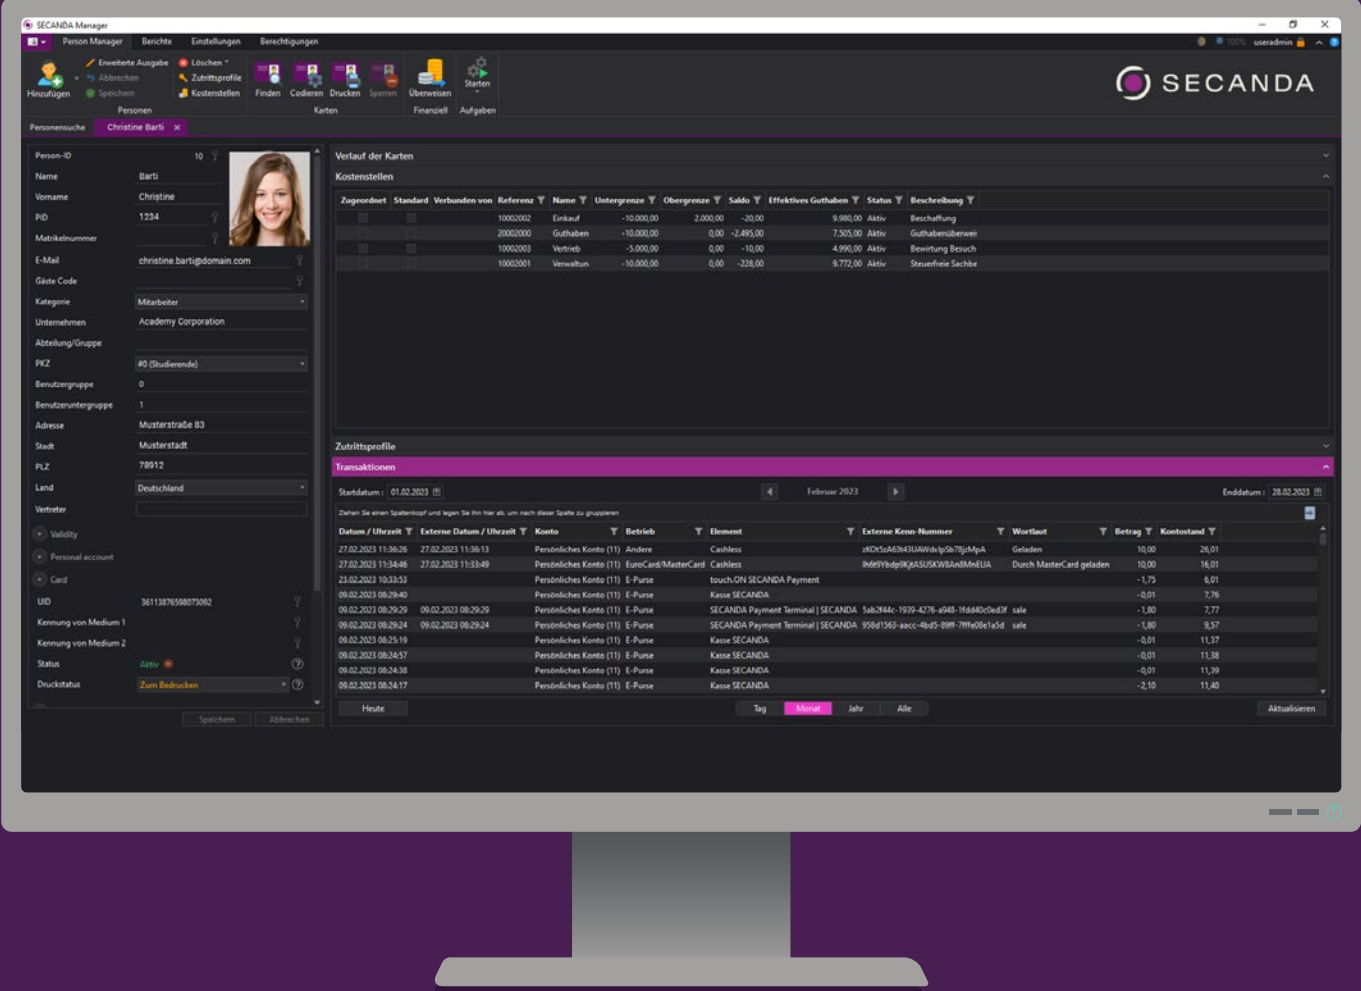 SECANDA Manager
Person Manager Berichte Einstellungen Berechtigungen
100% useradmin
Hinzufügen
Erweiterte Ausgabe
Abbrechen
Speichern
Löschen
Zutrittsprofile
Kostenstellen
Finden Codieren Drucken Sperren Überweisen Starten
Personen Karten Finanziell Aufgaben
SECANDA
Personensuche Christine Barti
Person-ID 10
Name Barti
Vorname Christine
PID 1234
Matrikelnummer
E-Mail christine.barti@domain.com
Gäste Code
Kategorie Mitarbeiter
Unternehmen Academy Corporation
Abteilung/Gruppe
PKZ #0 (Studierende)
Benutzergruppe 0
Benutzeruntergruppe 1
Adresse Musterstraße 83
Stadt Musterstadt
PLZ 78912
Land Deutschland
Vertreter
Validity
Personal account
Card
UID 36113876598073092
Kennung von Medium 1
Kennung von Medium 2
Status Aktiv
Druckstatus Zum Bedrucken
Speichern Abbrechen
Verlauf der Karten
Kostenstellen
Zugeordnet Standard Verbunden von Referenz Name Untergrenze Obergrenze Saldo Effektives Guthaben Status Beschreibung
10002002 Einkauf -10.000,00 2.000,00 -20,00 9.980,00 Aktiv Beschaffung
20002000 Guthaben -10.000,00 0,00 -2.495,00 7.505,00 Aktiv Guthabenüberweir
10002003 Vertrieb -5.000,00 0,00 -10,00 4.990,00 Aktiv Bewirtung Besuch
10002001 Verwaltun -10.000,00 0,00 -228,00 9.772,00 Aktiv Steuerfreie Sachbe
Zutrittsprofile
Transaktionen
Startdatum : 01.02.2023 Februar 2023 Enddatum : 28.02.2023
Ziehen Sie einen Spaltenkopf und legen Sie ihn hier ab, um nach dieser Spalte zu gruppieren
Datum / Uhrzeit Externe Datum / Uhrzeit Konto Betrieb Element Externe Kenn-Nummer Wortlaut Betrag Kontostand
27.02.2023 11:36:26 27.02.2023 11:36:13 Persönliches Konto (11) Andere Cashless Geladen 10,00 26,01
27.02.2023 11:34:46 27.02.2023 11:33:49 Persönliches Konto (11) EuroCard/MasterCard Cashless Durch MasterCard geladen 10,00 16,01
23.02.2023 10:33:53 Persönliches Konto (11) E-Purse touch.ON SECANDA Payment -1,75 6,01
09.02.2023 08:29:40 Persönliches Konto (11) E-Purse Kasse SECANDA -0,01 7,76
09.02.2023 08:29:29 09.02.2023 08:29:29 Persönliches Konto (11) E-Purse SECANDA Payment Terminal | SECANDA 5ab2f44c-1939-4276-a948-1fdd40c0ed3f sale -1,80 7,77
09.02.2023 08:29:24 09.02.2023 08:29:24 Persönliches Konto (11) E-Purse SECANDA Payment Terminal | SECANDA 958d1563-aacc-4bd5-89ff-7fffe08e1a5d sale -1,80 9,57
09.02.2023 08:25:19 Persönliches Konto (11) E-Purse Kasse SECANDA -0,01 11,37
09.02.2023 08:24:57 Persönliches Konto (11) E-Purse Kasse SECANDA -0,01 11,38
09.02.2023 08:24:38 Persönliches Konto (11) E-Purse Kasse SECANDA -0,01 11,39
09.02.2023 08:24:17 Persönliches Konto (11) E-Purse Kasse SECANDA -2,10 11,40
Heute Tag Monat Jahr Alle Aktualisieren